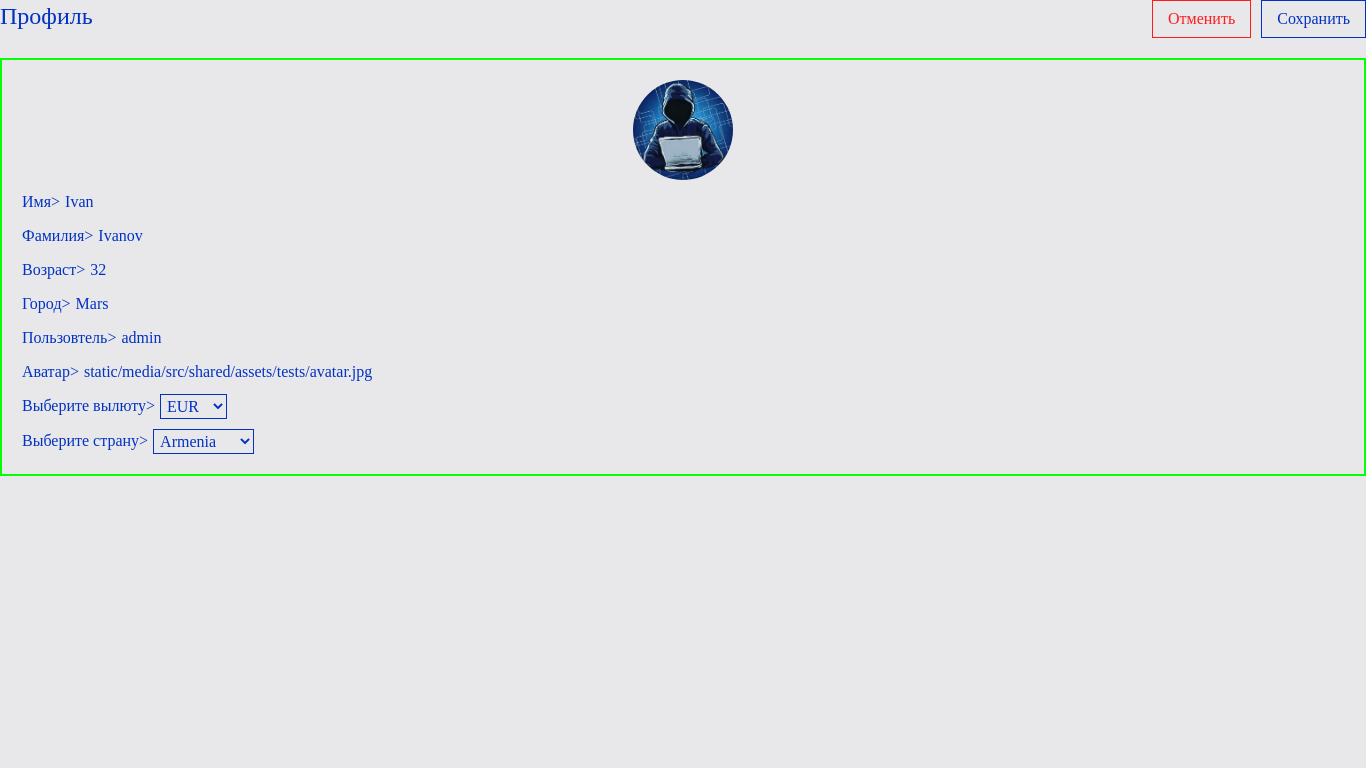 Профиль
Отменить
Сохранить
Имя> Ivan
Фамилия> Ivanov
Возраст> 32
Город> Mars
Пользовтель> admin
Аватар> static/media/src/shared/assets/tests/avatar.jpg
Выберите вылюту> EUR
Выберите страну> Armenia